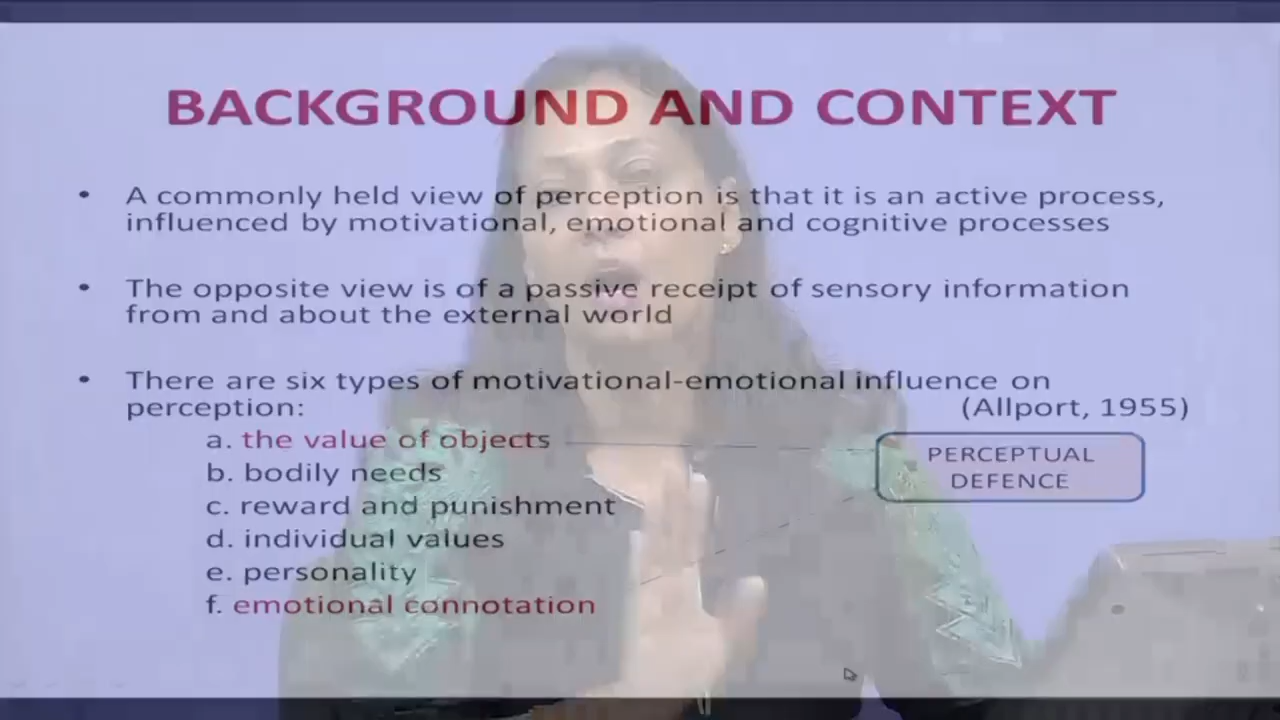 BACKGROUND AND CONTEXT
• A commonly held view of perception is that it is an active process,
influenced by motivational, emotional and cognitive processes
• The opposite view is of a passive receipt of sensory information
from and about the external world
• There are six types of motivational-emotional influence on
perception: (Allport, 1955)
a. the value of objects
b. bodily needs
c. reward and punishment
d. individual values
e. personality
f. emotional connotation
PERCEPTUAL
DEFENCE